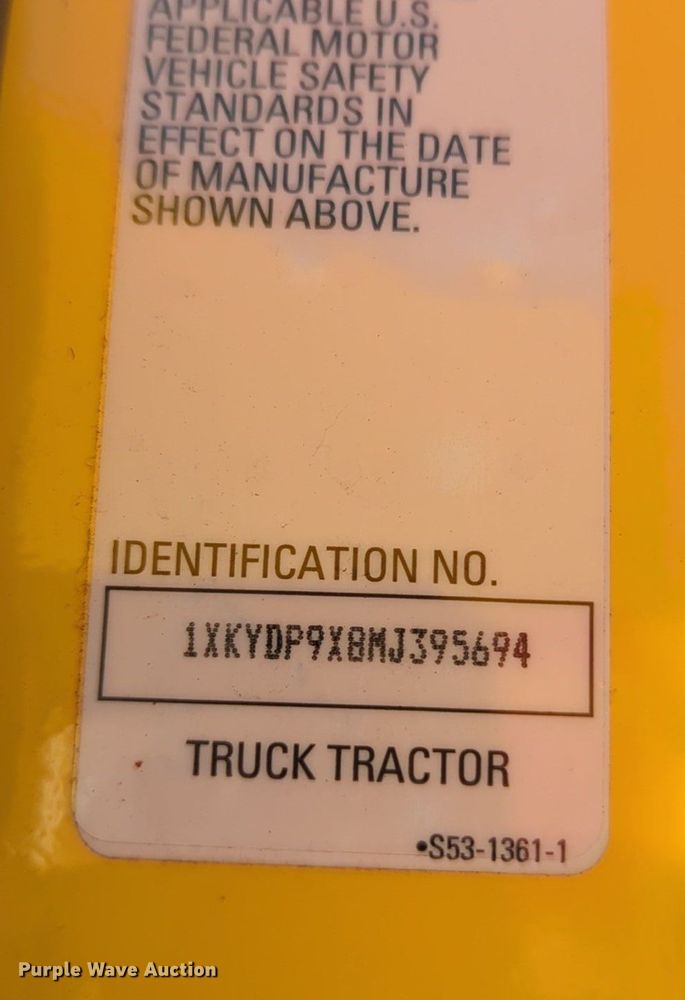 APPLICABLE U.S.
FEDERAL MOTOR
VEHICLE SAFETY
STANDARDS IN
EFFECT ON THE DATE
OF MANUFACTURE
SHOWN ABOVE.
IDENTIFICATION NO.
1XKYDP9X8MJ395694
TRUCK TRACTOR
•S53-1361-1
Purple Wave Auction